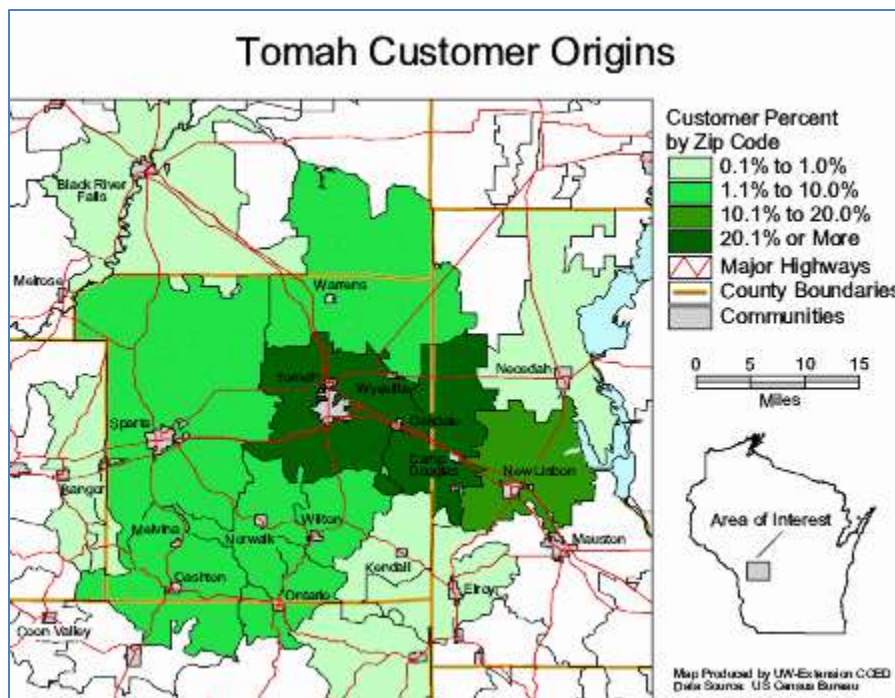 Tomah Customer Origins
Customer Percent
by Zip Code
0.1% to 1.0%
1.1% to 10.0%
10.1% to 20.0%
20.1% or More
Major Highways
County Boundaries
Communities
0 5 10 15
Miles
Area of Interest
Black River
Falls
Melrose
Warrens
Necedah
Tomah
Wyeville
Oakdale
Sparta
Camp
Douglas
New Lisbon
Bangor
Melvina
Norwalk
Wilton
Mauston
Kendall
Cashton
Ontario
Elroy
Coon Valley
Map Produced by UW-Extension CCED
Data Source: US Census Bureau